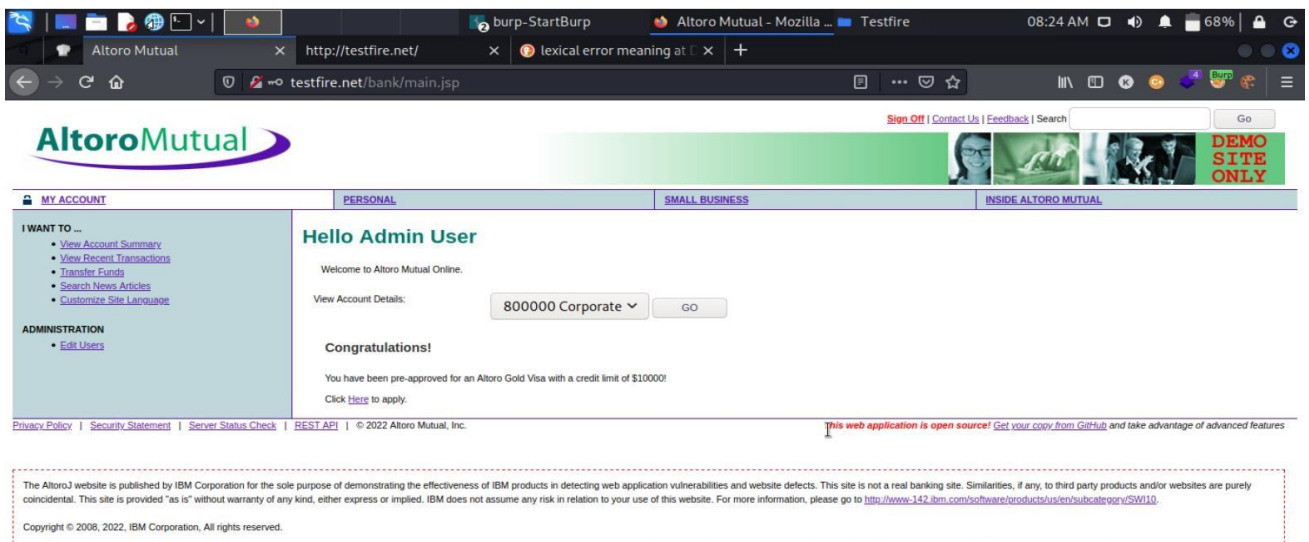 burp-StartBurp
Altoro Mutual - Mozilla ...
Testfire
08:24 AM
68%
Altoro Mutual
http://testfire.net/
lexical error meaning at D
testfire.net/bank/main.jsp
4
Burp
Sign Off | Contact Us | Feedback | Search
Go
AltoroMutual
DEMO
SITE
ONLY
MY ACCOUNT
PERSONAL
SMALL BUSINESS
INSIDE ALTORO MUTUAL
I WANT TO ...
View Account Summary
View Recent Transactions
Transfer Funds
Search News Articles
Customize Site Language
ADMINISTRATION
Edit Users
Hello Admin User
Welcome to Altoro Mutual Online.
View Account Details:
800000 Corporate
GO
Congratulations!
You have been pre-approved for an Altoro Gold Visa with a credit limit of $10000!
Click Here to apply.
Privacy Policy | Security Statement | Server Status Check | REST API | © 2022 Altoro Mutual, Inc.
This web application is open source! Get your copy from GitHub and take advantage of advanced features
The AltoroJ website is published by IBM Corporation for the sole purpose of demonstrating the effectiveness of IBM products in detecting web application vulnerabilities and website defects. This site is not a real banking site. Similarities, if any, to third party products and/or websites are purely
coincidental. This site is provided "as is" without warranty of any kind, either express or implied. IBM does not assume any risk in relation to your use of this website. For more information, please go to http://www-142.ibm.com/software/products/us/en/subcategory/SWI10.
Copyright © 2008, 2022, IBM Corporation, All rights reserved.